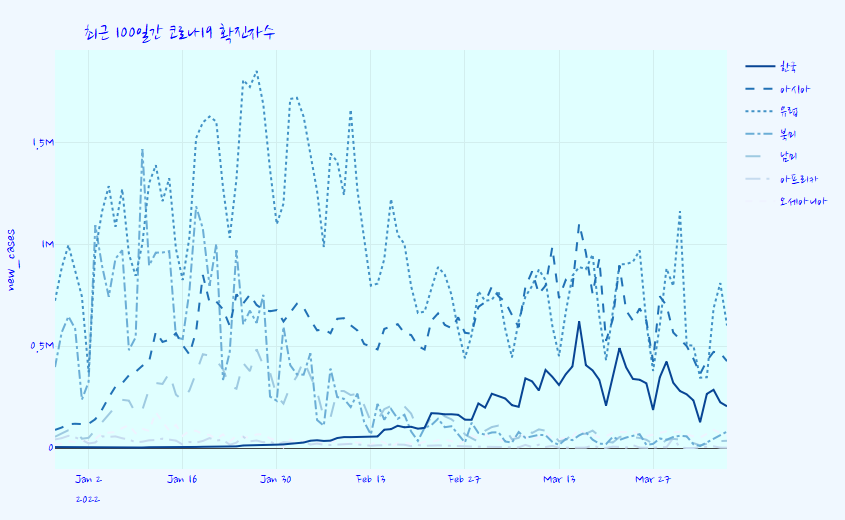 최근 100일간 코로나19 확진자수
한국
아시아
유럽
북미
남미
아프리카
오세아니아
new_cases
1.5M
1M
0.5M
0
Jan 2
2022
Jan 16
Jan 30
Feb 13
Feb 27
Mar 13
Mar 27